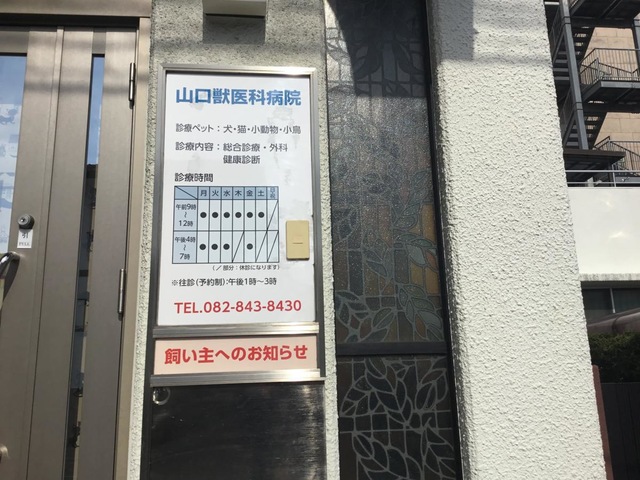 山口獣医科病院
診療ペット：犬・猫・小動物・小鳥
診療内容：総合診療・外科
健康診断
診療時間
月 火 水 木 金 土
午前9時～12時 ● ● ● ● ● ●
午後4時～7時 ● ● ● ／ ● ／ ／
（／部分：休診になります）
※往診（予約制）：午後1時～3時
TEL.082-843-8430
飼い主へのお知らせ
引